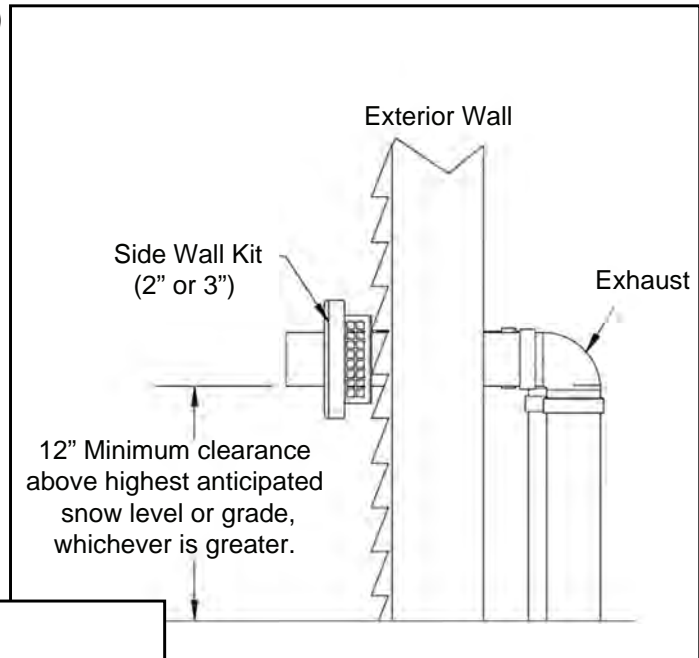 Exterior Wall
Side Wall Kit
(2” or 3”)
Exhaust
12” Minimum clearance
above highest anticipated
snow level or grade,
whichever is greater.